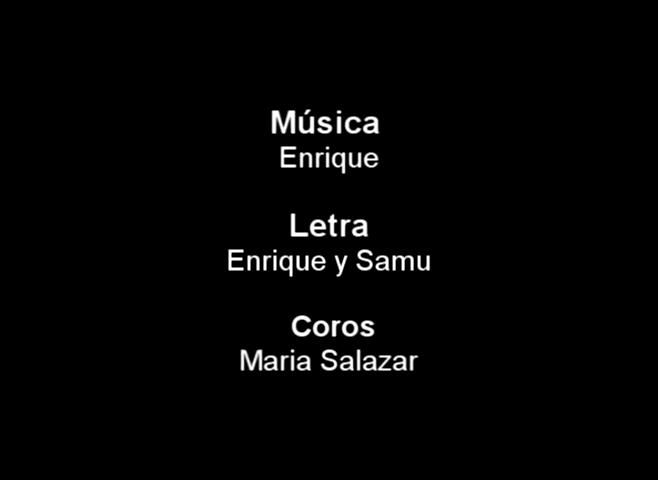 Música
Enrique
Letra
Enrique y Samu
Coros
Maria Salazar